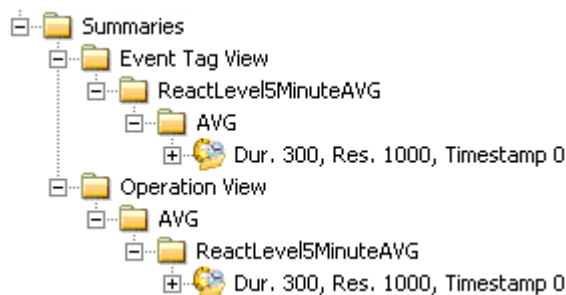 Summaries
Event Tag View
ReactLevel5MinuteAVG
AVG
Dur. 300, Res. 1000, Timestamp 0
Operation View
AVG
ReactLevel5MinuteAVG
Dur. 300, Res. 1000, Timestamp 0